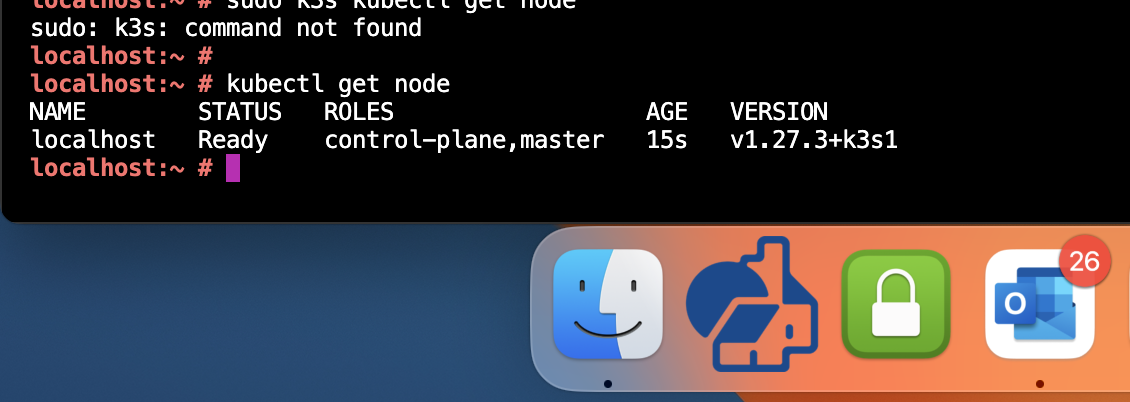 localhost:~ # sudo k3s kubectl get node
sudo: k3s: command not found
localhost:~ #
localhost:~ # kubectl get node
NAME        STATUS   ROLES                  AGE   VERSION
localhost   Ready    control-plane,master   15s   v1.27.3+k3s1
localhost:~ #
26
O